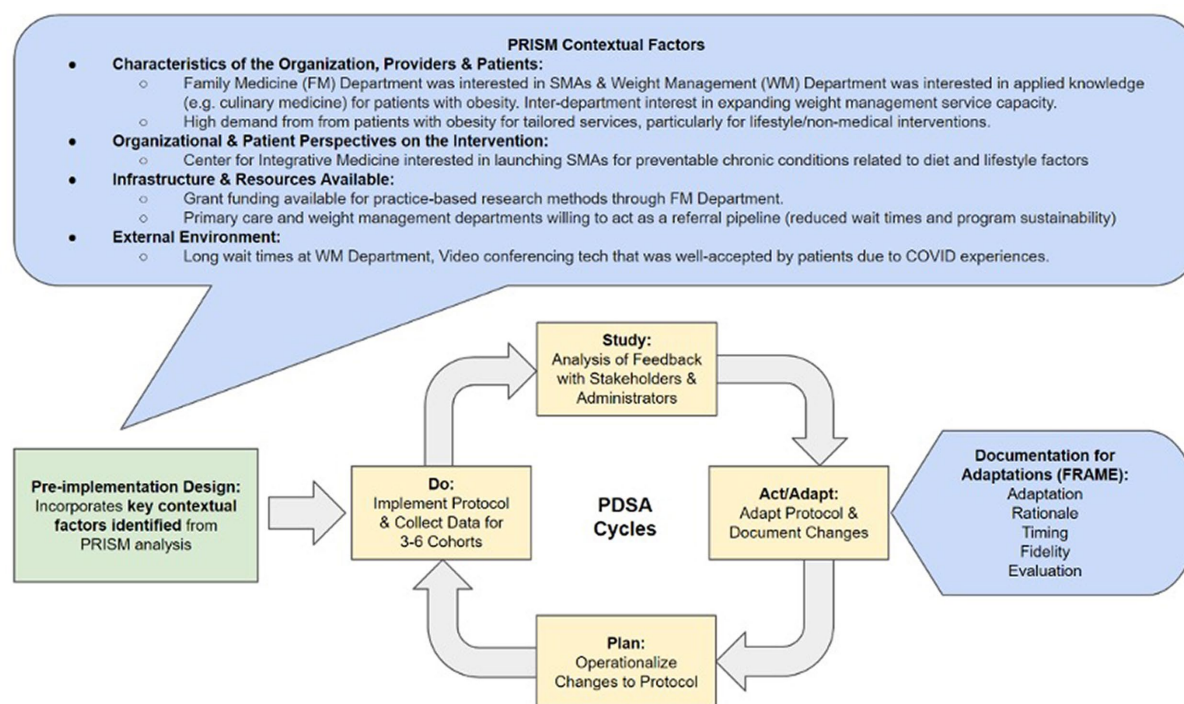 PRISM Contextual Factors
● Characteristics of the Organization, Providers & Patients:
○ Family Medicine (FM) Department was interested in SMAs & Weight Management (WM) Department was interested in applied knowledge
(e.g. culinary medicine) for patients with obesity. Inter-department interest in expanding weight management service capacity.
○ High demand from from patients with obesity for tailored services, particularly for lifestyle/non-medical interventions.
● Organizational & Patient Perspectives on the Intervention:
○ Center for Integrative Medicine interested in launching SMAs for preventable chronic conditions related to diet and lifestyle factors
● Infrastructure & Resources Available:
○ Grant funding available for practice-based research methods through FM Department.
○ Primary care and weight management departments willing to act as a referral pipeline (reduced wait times and program sustainability)
● External Environment:
○ Long wait times at WM Department, Video conferencing tech that was well-accepted by patients due to COVID experiences.
Study:
Analysis of Feedback
with Stakeholders &
Administrators
Pre-implementation Design:
Incorporates key contextual
factors identified from
PRISM analysis
Do:
Implement Protocol
& Collect Data for
3-6 Cohorts
PDSA
Cycles
Act/Adapt:
Adapt Protocol &
Document Changes
Documentation for
Adaptations (FRAME):
Adaptation
Rationale
Timing
Fidelity
Evaluation
Plan:
Operationalize
Changes to Protocol